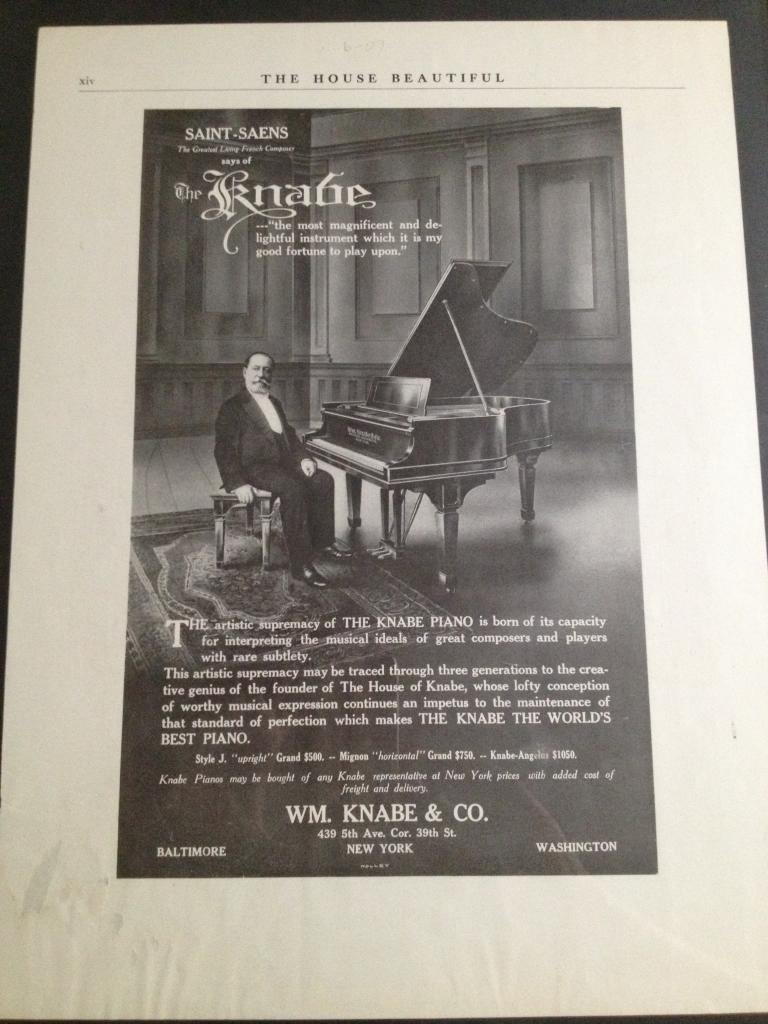 6-07
xiv
THE HOUSE BEAUTIFUL
SAINT-SAENS
The Greatest Living French Composer
says of
The Knabe
---"the most magnificent and de-
lightful instrument which it is my
good fortune to play upon."
Wm. Knabe & Co.
THE artistic supremacy of THE KNABE PIANO is born of its capacity
for interpreting the musical ideals of great composers and players
with rare subtlety.
This artistic supremacy may be traced through three generations to the crea-
tive genius of the founder of The House of Knabe, whose lofty conception
of worthy musical expression continues an impetus to the maintenance of
that standard of perfection which makes THE KNABE THE WORLD'S
BEST PIANO.
Style J. "upright" Grand $500. -- Mignon "horizontal" Grand $750. -- Knabe-Angelus $1050.
Knabe Pianos may be bought of any Knabe representative at New York prices with added cost of
freight and delivery.
WM. KNABE & CO.
439 5th Ave. Cor. 39th St.
BALTIMORE NEW YORK WASHINGTON